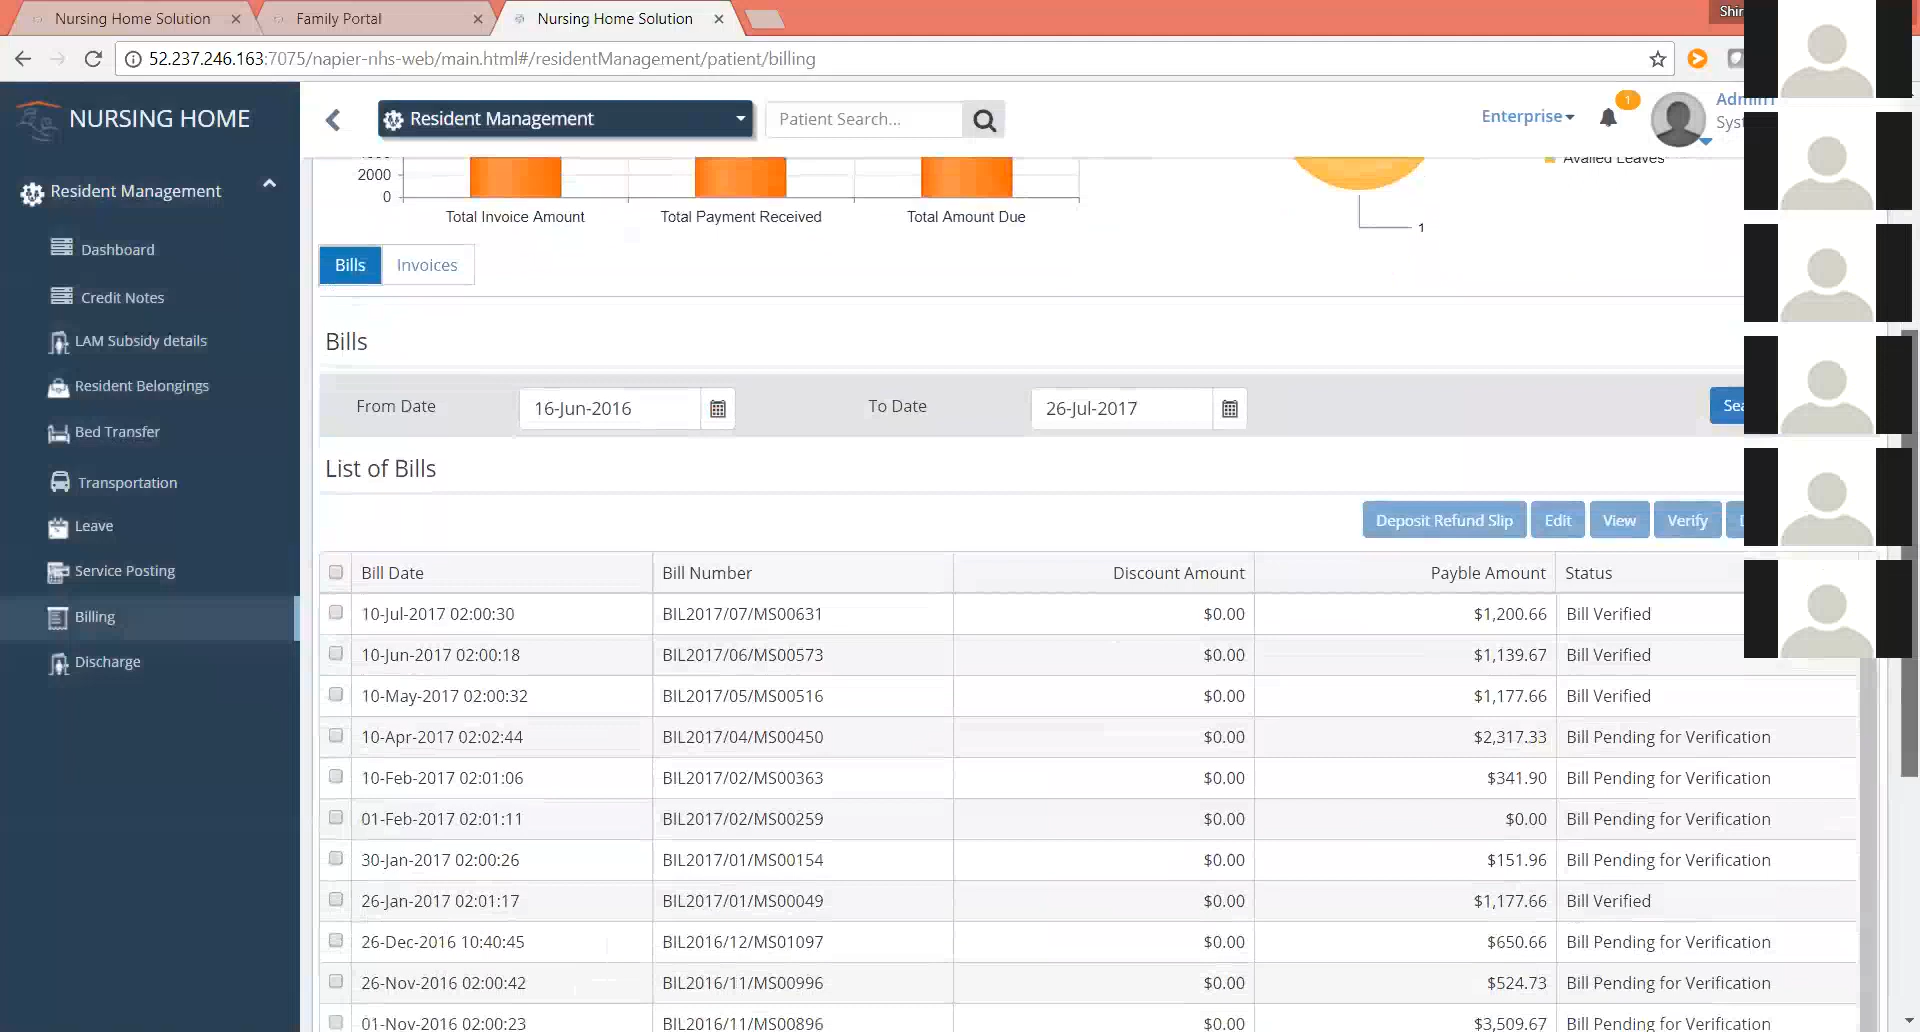 Nursing Home Solution
Family Portal
Nursing Home Solution
52.237.246.163:7075/napier-nhs-web/main.html#/residentManagement/patient/billing
NURSING HOME
Resident Management
Patient Search...
Enterprise
1
Resident Management
Dashboard
Credit Notes
LAM Subsidy details
Resident Belongings
Bed Transfer
Transportation
Leave
Service Posting
Billing
Discharge
2000
0
Total Invoice Amount
Total Payment Received
Total Amount Due
Availed Leaves
1
Bills
Invoices
Bills
From Date
16-Jun-2016
To Date
26-Jul-2017
List of Bills
Deposit Refund Slip
Edit
View
Verify
Bill Date Bill Number Discount Amount Payble Amount Status
10-Jul-2017 02:00:30 BIL2017/07/MS00631 $0.00 $1,200.66 Bill Verified
10-Jun-2017 02:00:18 BIL2017/06/MS00573 $0.00 $1,139.67 Bill Verified
10-May-2017 02:00:32 BIL2017/05/MS00516 $0.00 $1,177.66 Bill Verified
10-Apr-2017 02:02:44 BIL2017/04/MS00450 $0.00 $2,317.33 Bill Pending for Verification
10-Feb-2017 02:01:06 BIL2017/02/MS00363 $0.00 $341.90 Bill Pending for Verification
01-Feb-2017 02:01:11 BIL2017/02/MS00259 $0.00 $0.00 Bill Pending for Verification
30-Jan-2017 02:00:26 BIL2017/01/MS00154 $0.00 $151.96 Bill Pending for Verification
26-Jan-2017 02:01:17 BIL2017/01/MS00049 $0.00 $1,177.66 Bill Verified
26-Dec-2016 10:40:45 BIL2016/12/MS01097 $0.00 $650.66 Bill Pending for Verification
26-Nov-2016 02:00:42 BIL2016/11/MS00996 $0.00 $524.73 Bill Pending for Verification
01-Nov-2016 02:00:23 BIL2016/11/MS00896 $0.00 $3,509.67 Bill Pending for Verification